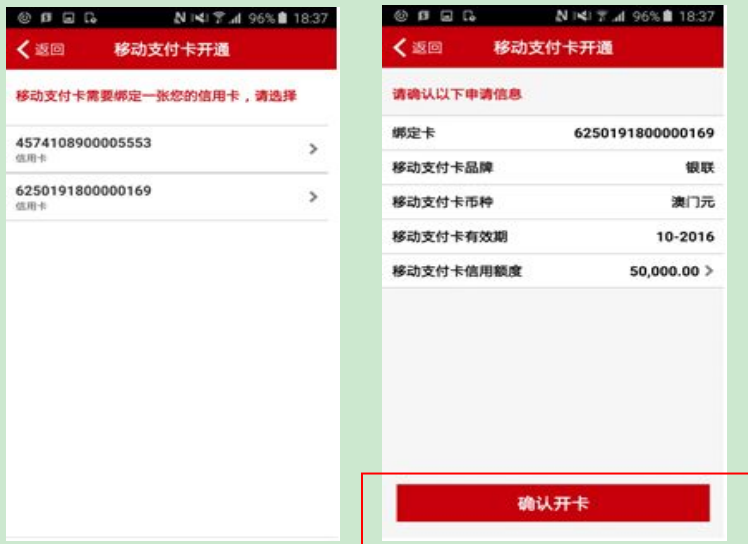 96% 18:37
返回 移动支付卡开通
移动支付卡需要绑定一张您的信用卡，请选择
4574108900005553
信用卡
6250191800000169
信用卡
96% 18:37
返回 移动支付卡开通
请确认以下申请信息
绑定卡 6250191800000169
移动支付卡品牌 银联
移动支付卡币种 澳门元
移动支付卡有效期 10-2016
移动支付卡信用额度 50,000.00
确认开卡